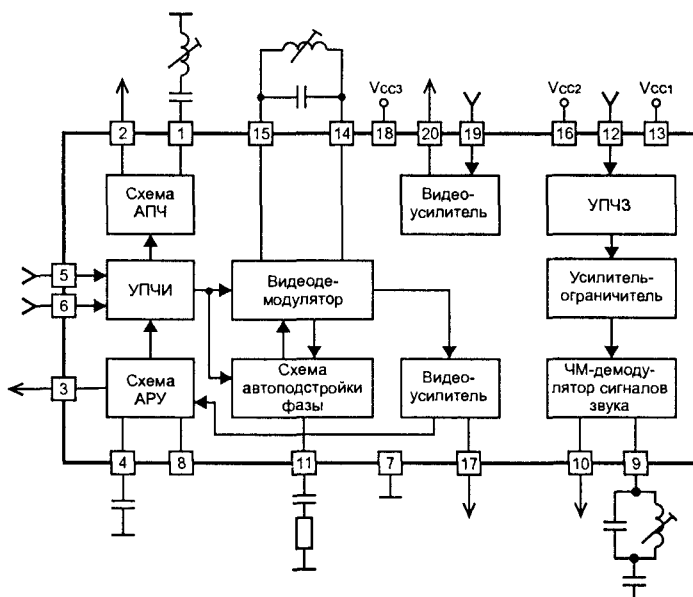 Vcc3
Vcc2
Vcc1
2
1
15
14
18
20
19
16
12
13
Схема
АПЧ
Видео-
усилитель
УПЧЗ
5
6
УПЧИ
Видеоде-
модулятор
Усилитель-
ограничитель
3
Схема
АРУ
Схема
автоподстройки
фазы
Видео-
усилитель
ЧМ-демоду-
лятор сигналов
звука
4
8
11
7
17
10
9